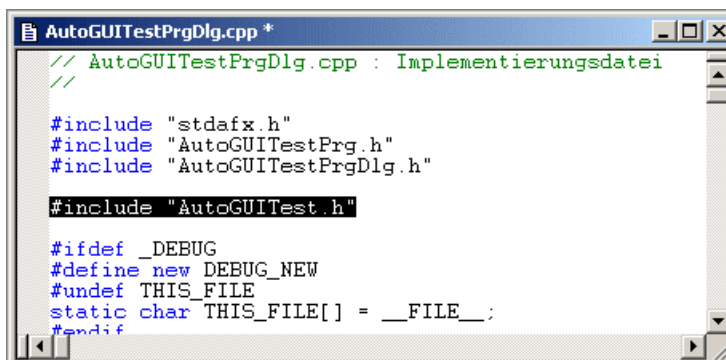 AutoGUITestPrgDlg.cpp *
// AutoGUITestPrgDlg.cpp : Implementierungsdatei
//
#include "stdafx.h"
#include "AutoGUITestPrg.h"
#include "AutoGUITestPrgDlg.h"
#include "AutoGUITest.h"
#ifdef _DEBUG
#define new DEBUG_NEW
#undef THIS_FILE
static char THIS_FILE[] = __FILE__;
#endif